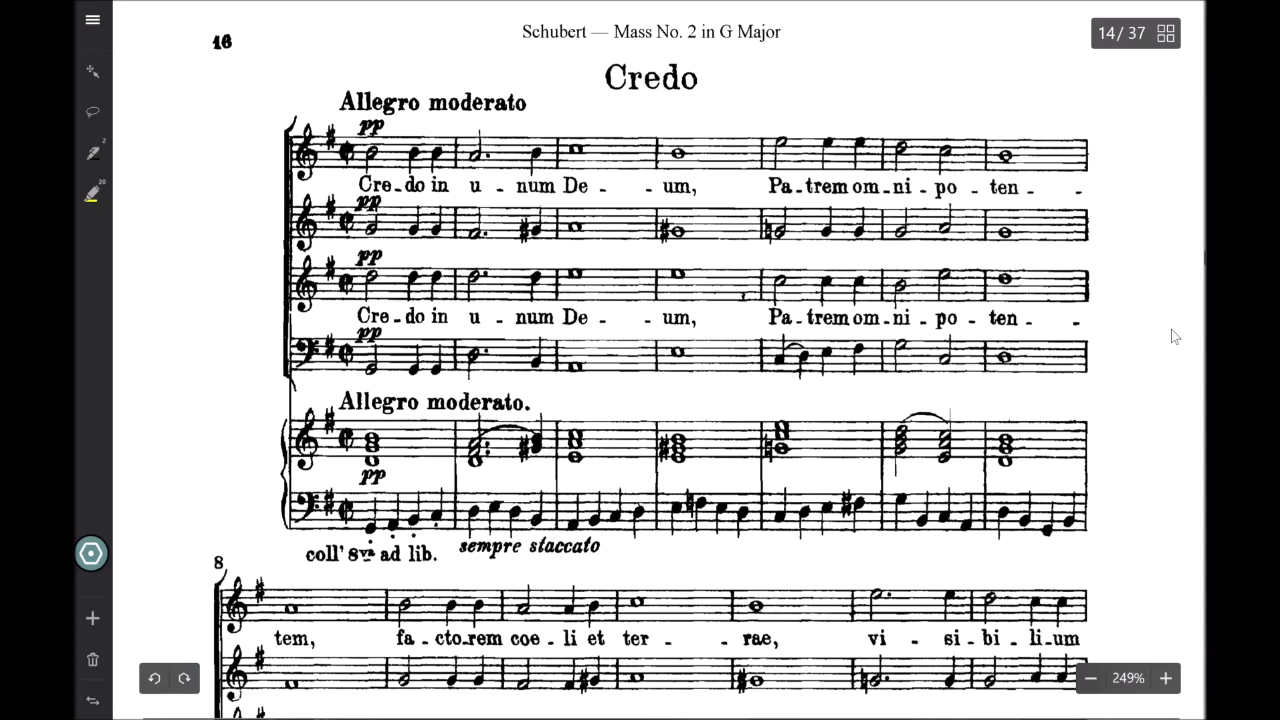 Schubert — Mass No. 2 in G Major
14 / 37
16
Credo
Allegro moderato
pp
Cre - do in u - num De - - um, Pa - trem om - ni - po - ten - -
pp
pp
Cre - do in u - num De - - um, Pa - trem om - ni - po - ten - -
pp
Allegro moderato.
pp
coll' 8va ad lib. sempre staccato
8
tem, fa - cto - rem coe - li et ter - - rae, vi - si - bi - li - um
249%
2
20